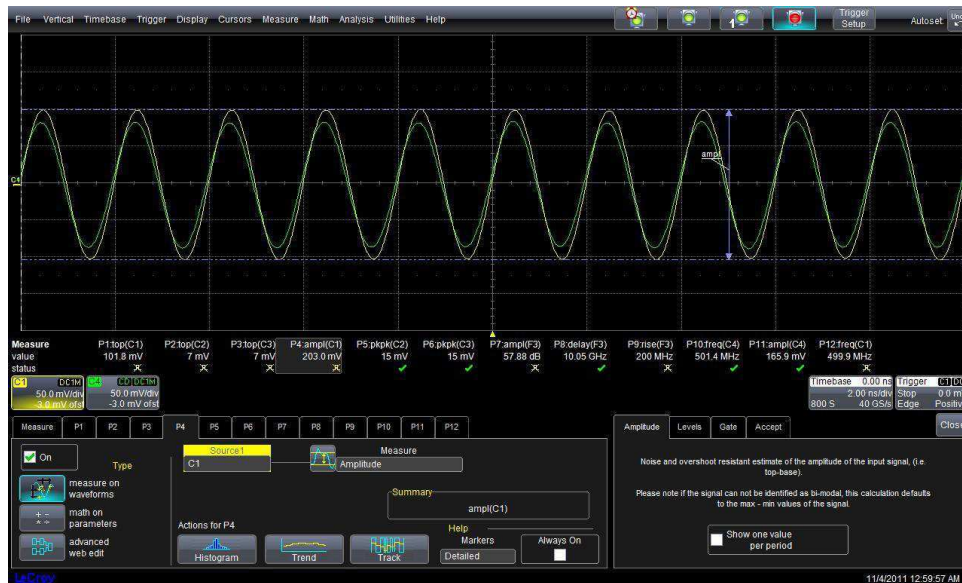 File Vertical Timebase Trigger Display Cursors Measure Math Analysis Utilities Help
1
Trigger Setup
Autoset
C1
ampl
Measure P1:top(C1) P2:top(C2) P3:top(C3) P4:ampl(C1) P5:pkpk(C2) P6:pkpk(C3) P7:ampl(F3) P8:delay(F3) P9:rise(F3) P10:freq(C4) P11:ampl(C4) P12:freq(C1)
value 101.8 mV 7 mV 7 mV 203.0 mV 15 mV 15 mV 57.88 dB 10.05 GHz 200 MHz 501.4 MHz 165.9 mV 499.9 MHz
status
C1 DC1M
50.0 mV/div
-3.0 mV ofst
C4 DC1M
50.0 mV/div
-3.0 mV ofst
Timebase 0.00 ns
2.00 ns/div
800 S 40 GS/s
Trigger C1 DC
Stop 0.0 m
Edge Positiv
Measure P1 P2 P3 P4 P5 P6 P7 P8 P9 P10 P11 P12
Amplitude Levels Gate Accept
Close
On
Type
measure on waveforms
math on parameters
advanced web edit
Source1
C1
Measure
Amplitude
Summary
ampl(C1)
Actions for P4
Histogram
Trend
Track
Help
Markers
Detailed
Always On
Noise and overshoot resistant estimate of the amplitude of the input signal, (i.e.
top-base).
Please note if the signal can not be identified as bi-modal, this calculation defaults
to the max - min values of the signal.
Show one value
per period
LeCroy
11/4/2011 12:59:57 AM